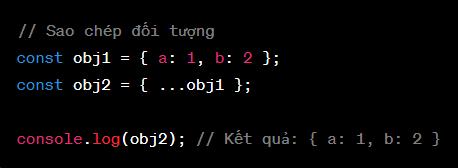 // Sao chép đối tượng
const obj1 = { a: 1, b: 2 };
const obj2 = { ...obj1 };
console.log(obj2); // Kết quả: { a: 1, b: 2 }